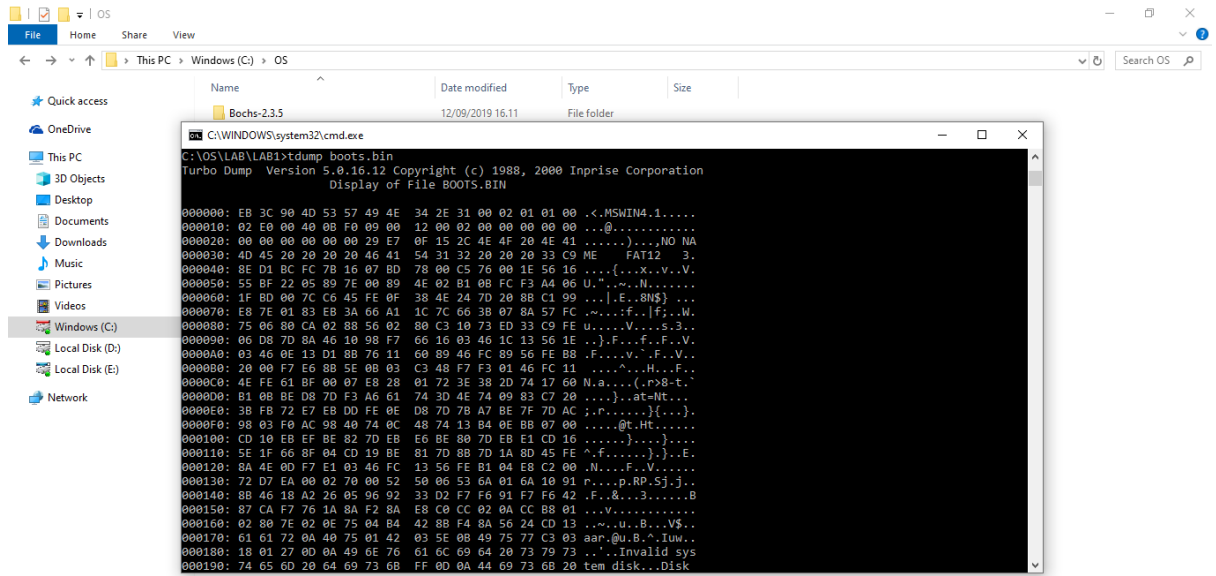 OS
File Home Share View
This PC > Windows (C:) > OS
Search OS
Name Date modified Type Size
Quick access
Bochs-2.3.5 12/09/2019 16.11 File folder
OneDrive
This PC
3D Objects
Desktop
Documents
Downloads
Music
Pictures
Videos
Windows (C:)
Local Disk (D:)
Local Disk (E:)
Network
C:\WINDOWS\system32\cmd.exe
C:\OS\LAB\LAB1>tdump boots.bin
Turbo Dump Version 5.0.16.12 Copyright (c) 1988, 2000 Inprise Corporation
Display of File BOOTS.BIN
000000: EB 3C 90 4D 53 57 49 4E 34 2E 31 00 02 01 01 00 .<.MSWIN4.1.....
000010: 02 E0 00 40 0B F0 09 00 12 00 02 00 00 00 00 00 ...@............
000020: 00 00 00 00 00 00 29 E7 0F 15 2C 4E 4F 20 4E 41 ......)...,NO NA
000030: 4D 45 20 20 20 20 46 41 54 31 32 20 20 20 33 C9 ME    FAT12   3.
000040: 8E D1 BC FC 7B 16 07 BD 78 00 C5 76 00 1E 56 16 ....{...x..v..V.
000050: 55 BF 22 05 89 7E 00 89 4E 02 B1 0B FC F3 A4 06 U."..~..N.......
000060: 1F BD 00 7C C6 45 FE 0F 38 4E 24 7D 20 8B C1 99 ...|.E..8N$} ...
000070: E8 7E 01 83 EB 3A 66 A1 1C 7C 66 3B 07 8A 57 FC .~...:f..|f;..W.
000080: 75 06 80 CA 02 88 56 02 80 C3 10 73 ED 33 C9 FE u.....V....s.3..
000090: 06 D8 7D 8A 46 10 98 F7 66 16 03 46 1C 13 56 1E ..}.F...f..F..V.
0000A0: 03 46 0E 13 D1 8B 76 11 60 89 46 FC 89 56 FE B8 .F....v.`.F..V..
0000B0: 20 00 F7 E6 8B 5E 0B 03 C3 48 F7 F3 01 46 FC 11  ....^...H...F..
0000C0: 4E FE 61 BF 00 07 E8 28 01 72 3E 38 2D 74 17 60 N.a....(.r>8-t.`
0000D0: B1 0B BE D8 7D F3 A6 61 74 3D 4E 74 09 83 C7 20 ....}..at=Nt...
0000E0: 3B FB 72 E7 EB DD FE 0E D8 7D 7B A7 BE 7F 7D AC ;.r......}{...}.
0000F0: 98 03 F0 AC 98 40 74 0C 48 74 13 B4 0E BB 07 00 .....@t.Ht......
000100: CD 10 EB EF BE 82 7D EB E6 BE 80 7D EB E1 CD 16 ......}....}....
000110: 5E 1F 66 8F 04 CD 19 BE 81 7D 8B 7D 1A 8D 45 FE ^.f......}.}..E.
000120: 8A 4E 0D F7 E1 03 46 FC 13 56 FE B1 04 E8 C2 00 .N....F..V......
000130: 72 D7 EA 00 02 70 00 52 50 06 53 6A 01 6A 10 91 r....p.RP.Sj.j..
000140: 8B 46 18 A2 26 05 96 92 33 D2 F7 F6 91 F7 F6 42 .F..&...3......B
000150: 87 CA F7 76 1A 8A F2 8A E8 C0 CC 02 0A CC B8 01 ...v............
000160: 02 80 7E 02 0E 75 04 B4 42 8B F4 8A 56 24 CD 13 ..~..u..B...V$..
000170: 61 61 72 0A 40 75 01 42 03 5E 0B 49 75 77 C3 03 aar.@u.B.^.Iuw..
000180: 18 01 27 0D 0A 49 6E 76 61 6C 69 64 20 73 79 73 ..'..Invalid sys
000190: 74 65 6D 20 64 69 73 6B FF 0D 0A 44 69 73 6B 20 tem disk...Disk